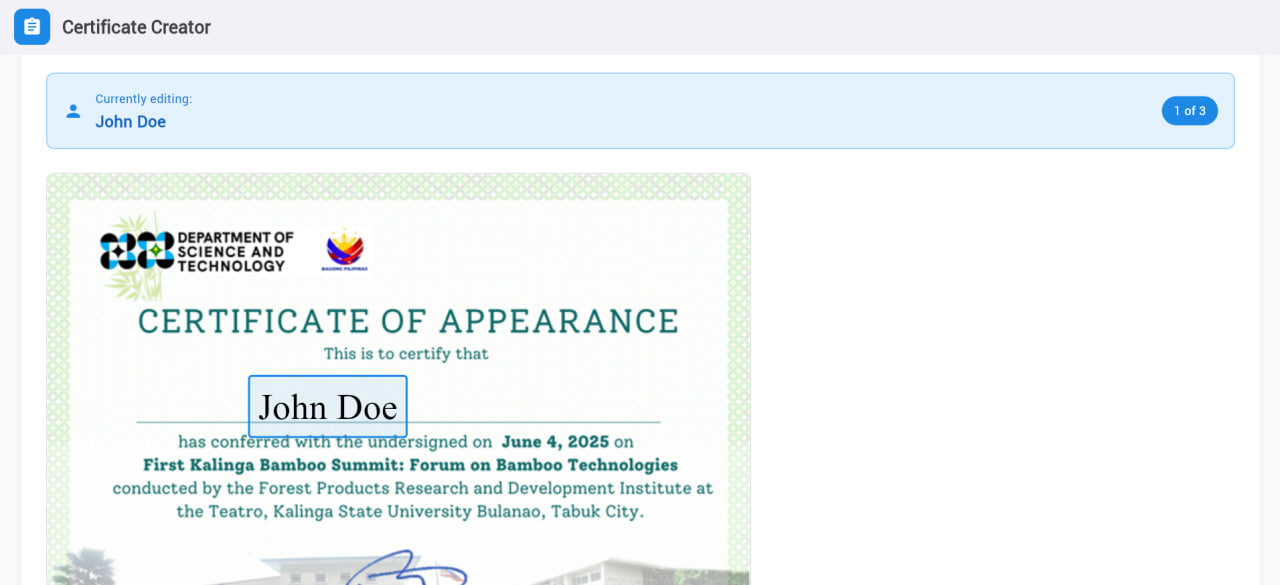 Certificate Creator
Currently editing:
John Doe
1 of 3
DEPARTMENT OF
SCIENCE AND
TECHNOLOGY
BAGONG PILIPINAS
CERTIFICATE OF APPEARANCE
This is to certify that
John Doe
has conferred with the undersigned on June 4, 2025 on
First Kalinga Bamboo Summit: Forum on Bamboo Technologies
conducted by the Forest Products Research and Development Institute at
the Teatro, Kalinga State University Bulanao, Tabuk City.